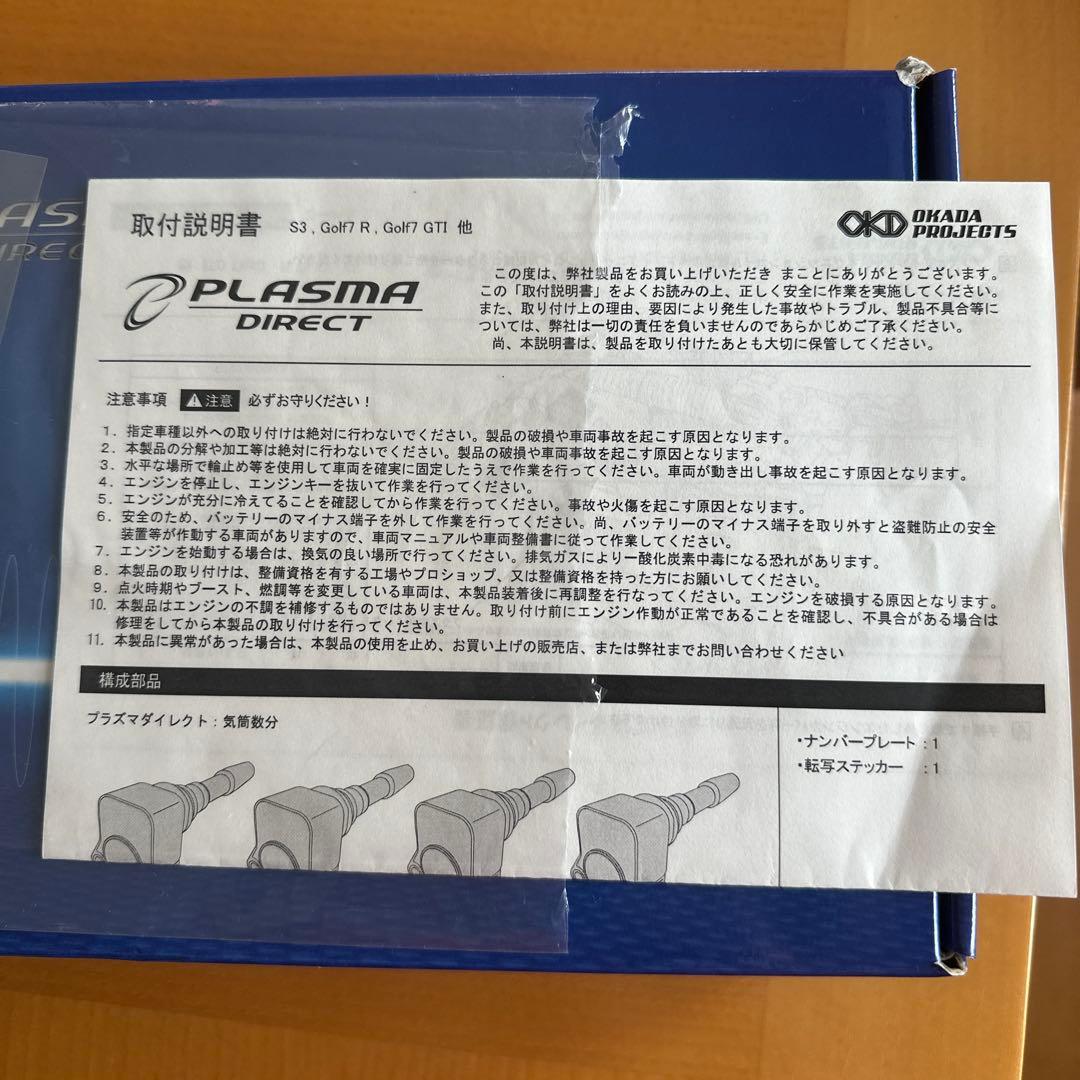 AS
IREC
取付説明書 S3 , Golf7 R , Golf7 GTI 他
OKD OKADA PROJECTS
PLASMA
DIRECT
この度は、弊社製品をお買い上げいただき まことにありがとうございます。
この「取付説明書」をよくお読みの上、正しく安全に作業を実施してください。
また、取り付け上の理由、要因により発生した事故やトラブル、製品不具合等に
ついては、弊社は一切の責任を負いませんのであらかじめご了承ください。
尚、本説明書は、製品を取り付けたあとも大切に保管してください。
注意事項 注意 必ずお守りください！
1．指定車種以外への取り付けは絶対に行わないでください。製品の破損や車両事故を起こす原因となります。
2．本製品の分解や加工等は絶対に行わないでください。製品の破損や車両事故を起こす原因となります。
3．水平な場所で輪止め等を使用して車両を確実に固定したうえで作業を行ってください。車両が動き出し事故を起こす原因となります。
4．エンジンを停止し、エンジンキーを抜いて作業を行ってください。
5．エンジンが充分に冷えてることを確認してから作業を行ってください。事故や火傷を起こす原因となります。
6．安全のため、バッテリーのマイナス端子を外して作業を行ってください。尚、バッテリーのマイナス端子を取り外すと盗難防止の安全
装置等が作動する車両がありますので、車両マニュアルや車両整備書に従って作業してください。
7．エンジンを始動する場合は、換気の良い場所で行ってください。排気ガスにより一酸化炭素中毒になる恐れがあります。
8．本製品の取り付けは、整備資格を有する工場やプロショップ、又は整備資格を持った方にお願いしてください。
9．点火時期やブースト、燃調等を変更している車両は、本製品装着後に再調整を行なってください。エンジンを破損する原因となります。
10．本製品はエンジンの不調を補修するものではありません。取り付け前にエンジン作動が正常であることを確認し、不具合がある場合は
修理をしてから本製品の取り付けを行ってください。
11．本製品に異常があった場合は、本製品の使用を止め、お買い上げの販売店、または弊社までお問い合わせください
構成部品
プラズマダイレクト：気筒数分
・ナンバープレート：1
・転写ステッカー ：1